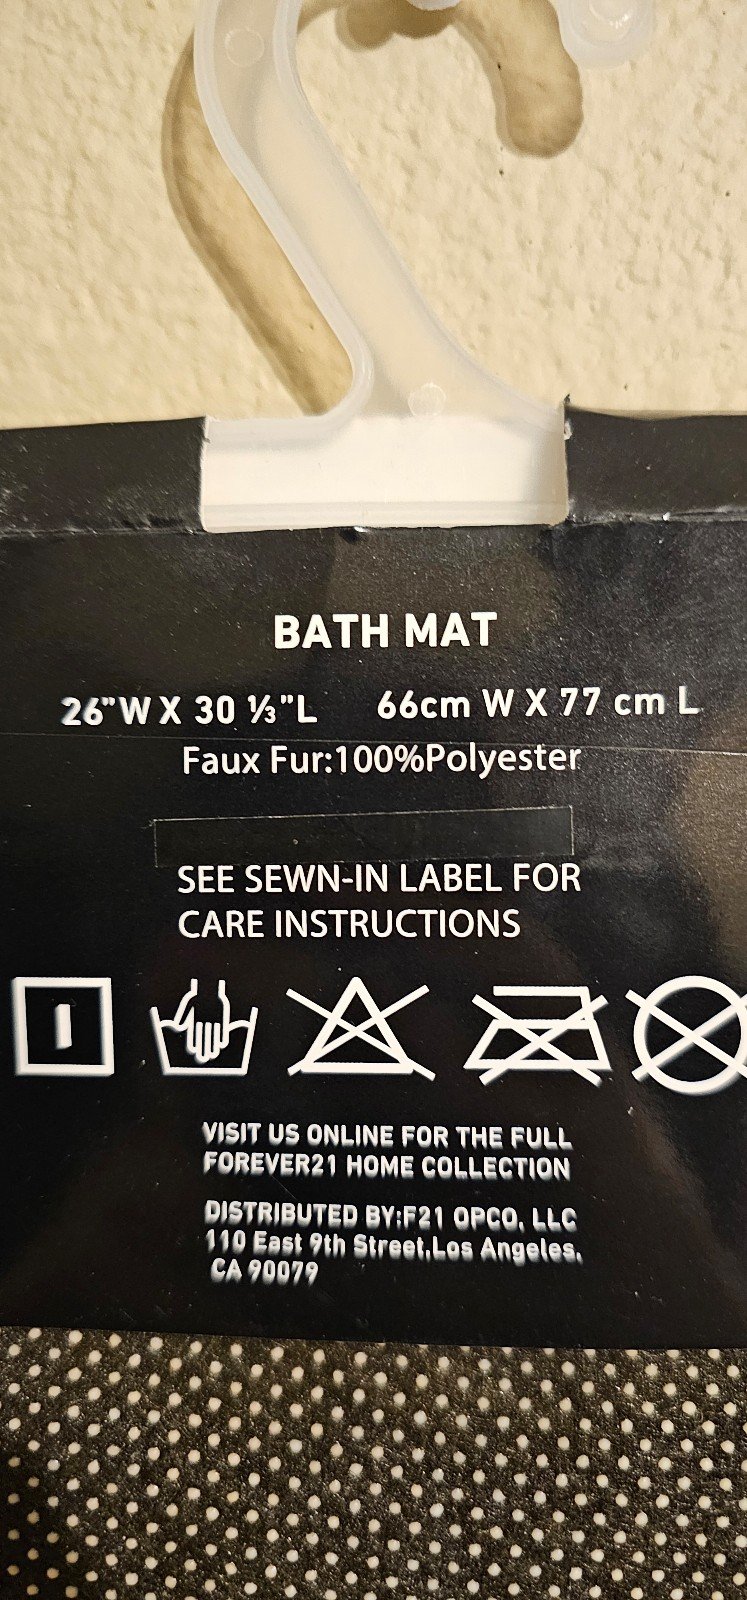 BATH MAT
26"W X 30 ⅓"L 66cm W X 77 cm L
Faux Fur:100%Polyester
SEE SEWN-IN LABEL FOR
CARE INSTRUCTIONS
VISIT US ONLINE FOR THE FULL
FOREVER21 HOME COLLECTION
DISTRIBUTED BY:F21 OPCO, LLC
110 East 9th Street,Los Angeles,
CA 90079